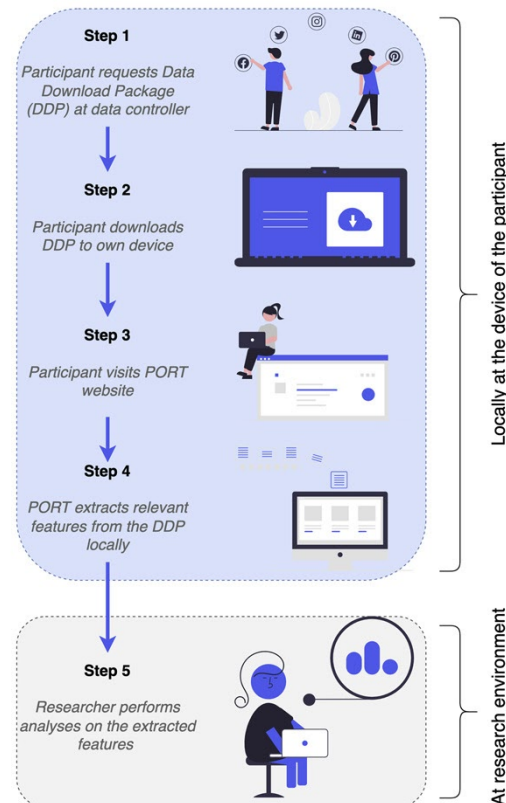 Step 1
Participant requests Data
Download Package
(DDP) at data controller
Step 2
Participant downloads
DDP to own device
Step 3
Participant visits PORT
website
Step 4
PORT extracts relevant
features from the DDP
locally
Locally at the device of the participant
Step 5
Researcher performs
analyses on the extracted
features
At research environment